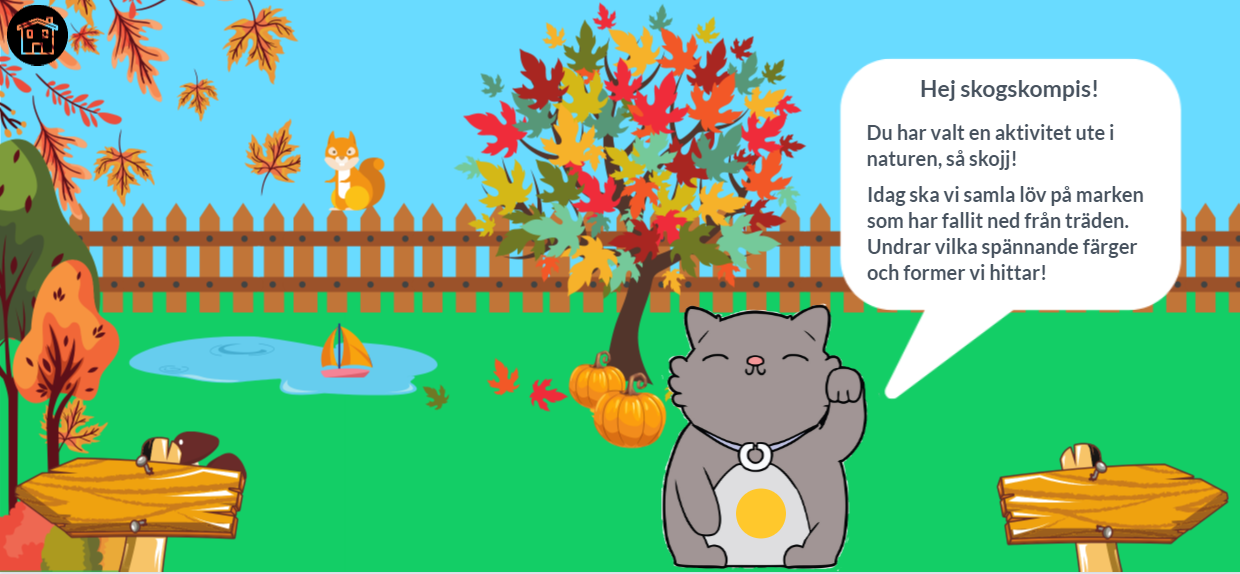 Hej skogskompis!
Du har valt en aktivitet ute i
naturen, så skojj!
Idag ska vi samla löv på marken
som har fallit ned från träden.
Undrar vilka spännande färger
och former vi hittar!